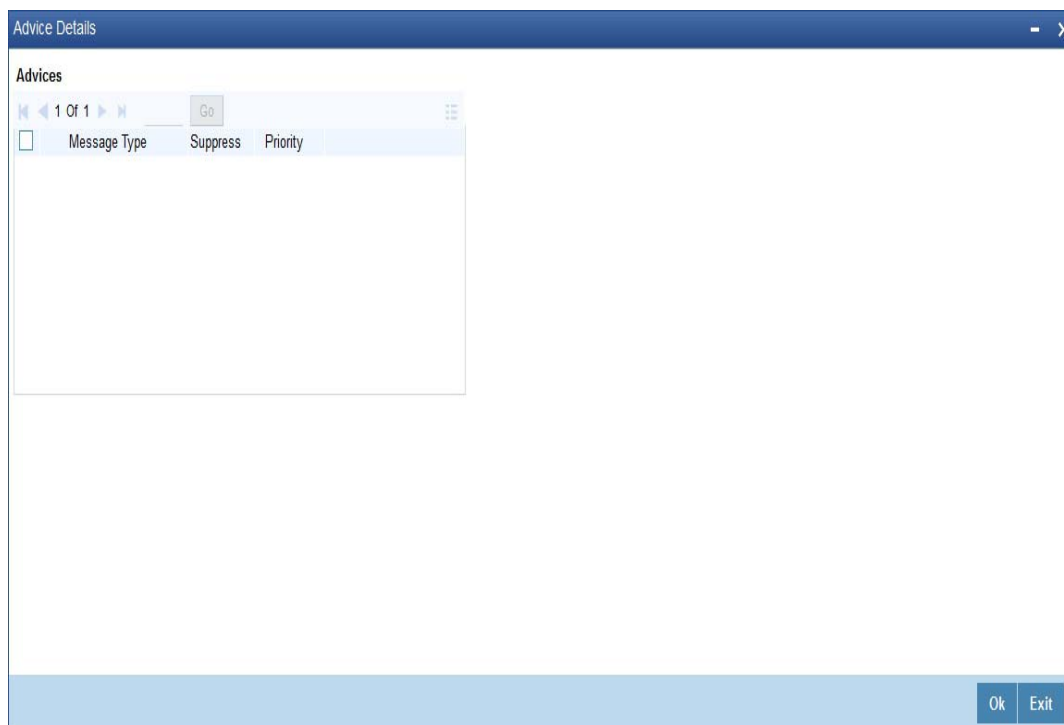 Advice Details
Advices
1 Of 1 Go
Message Type Suppress Priority
Ok Exit